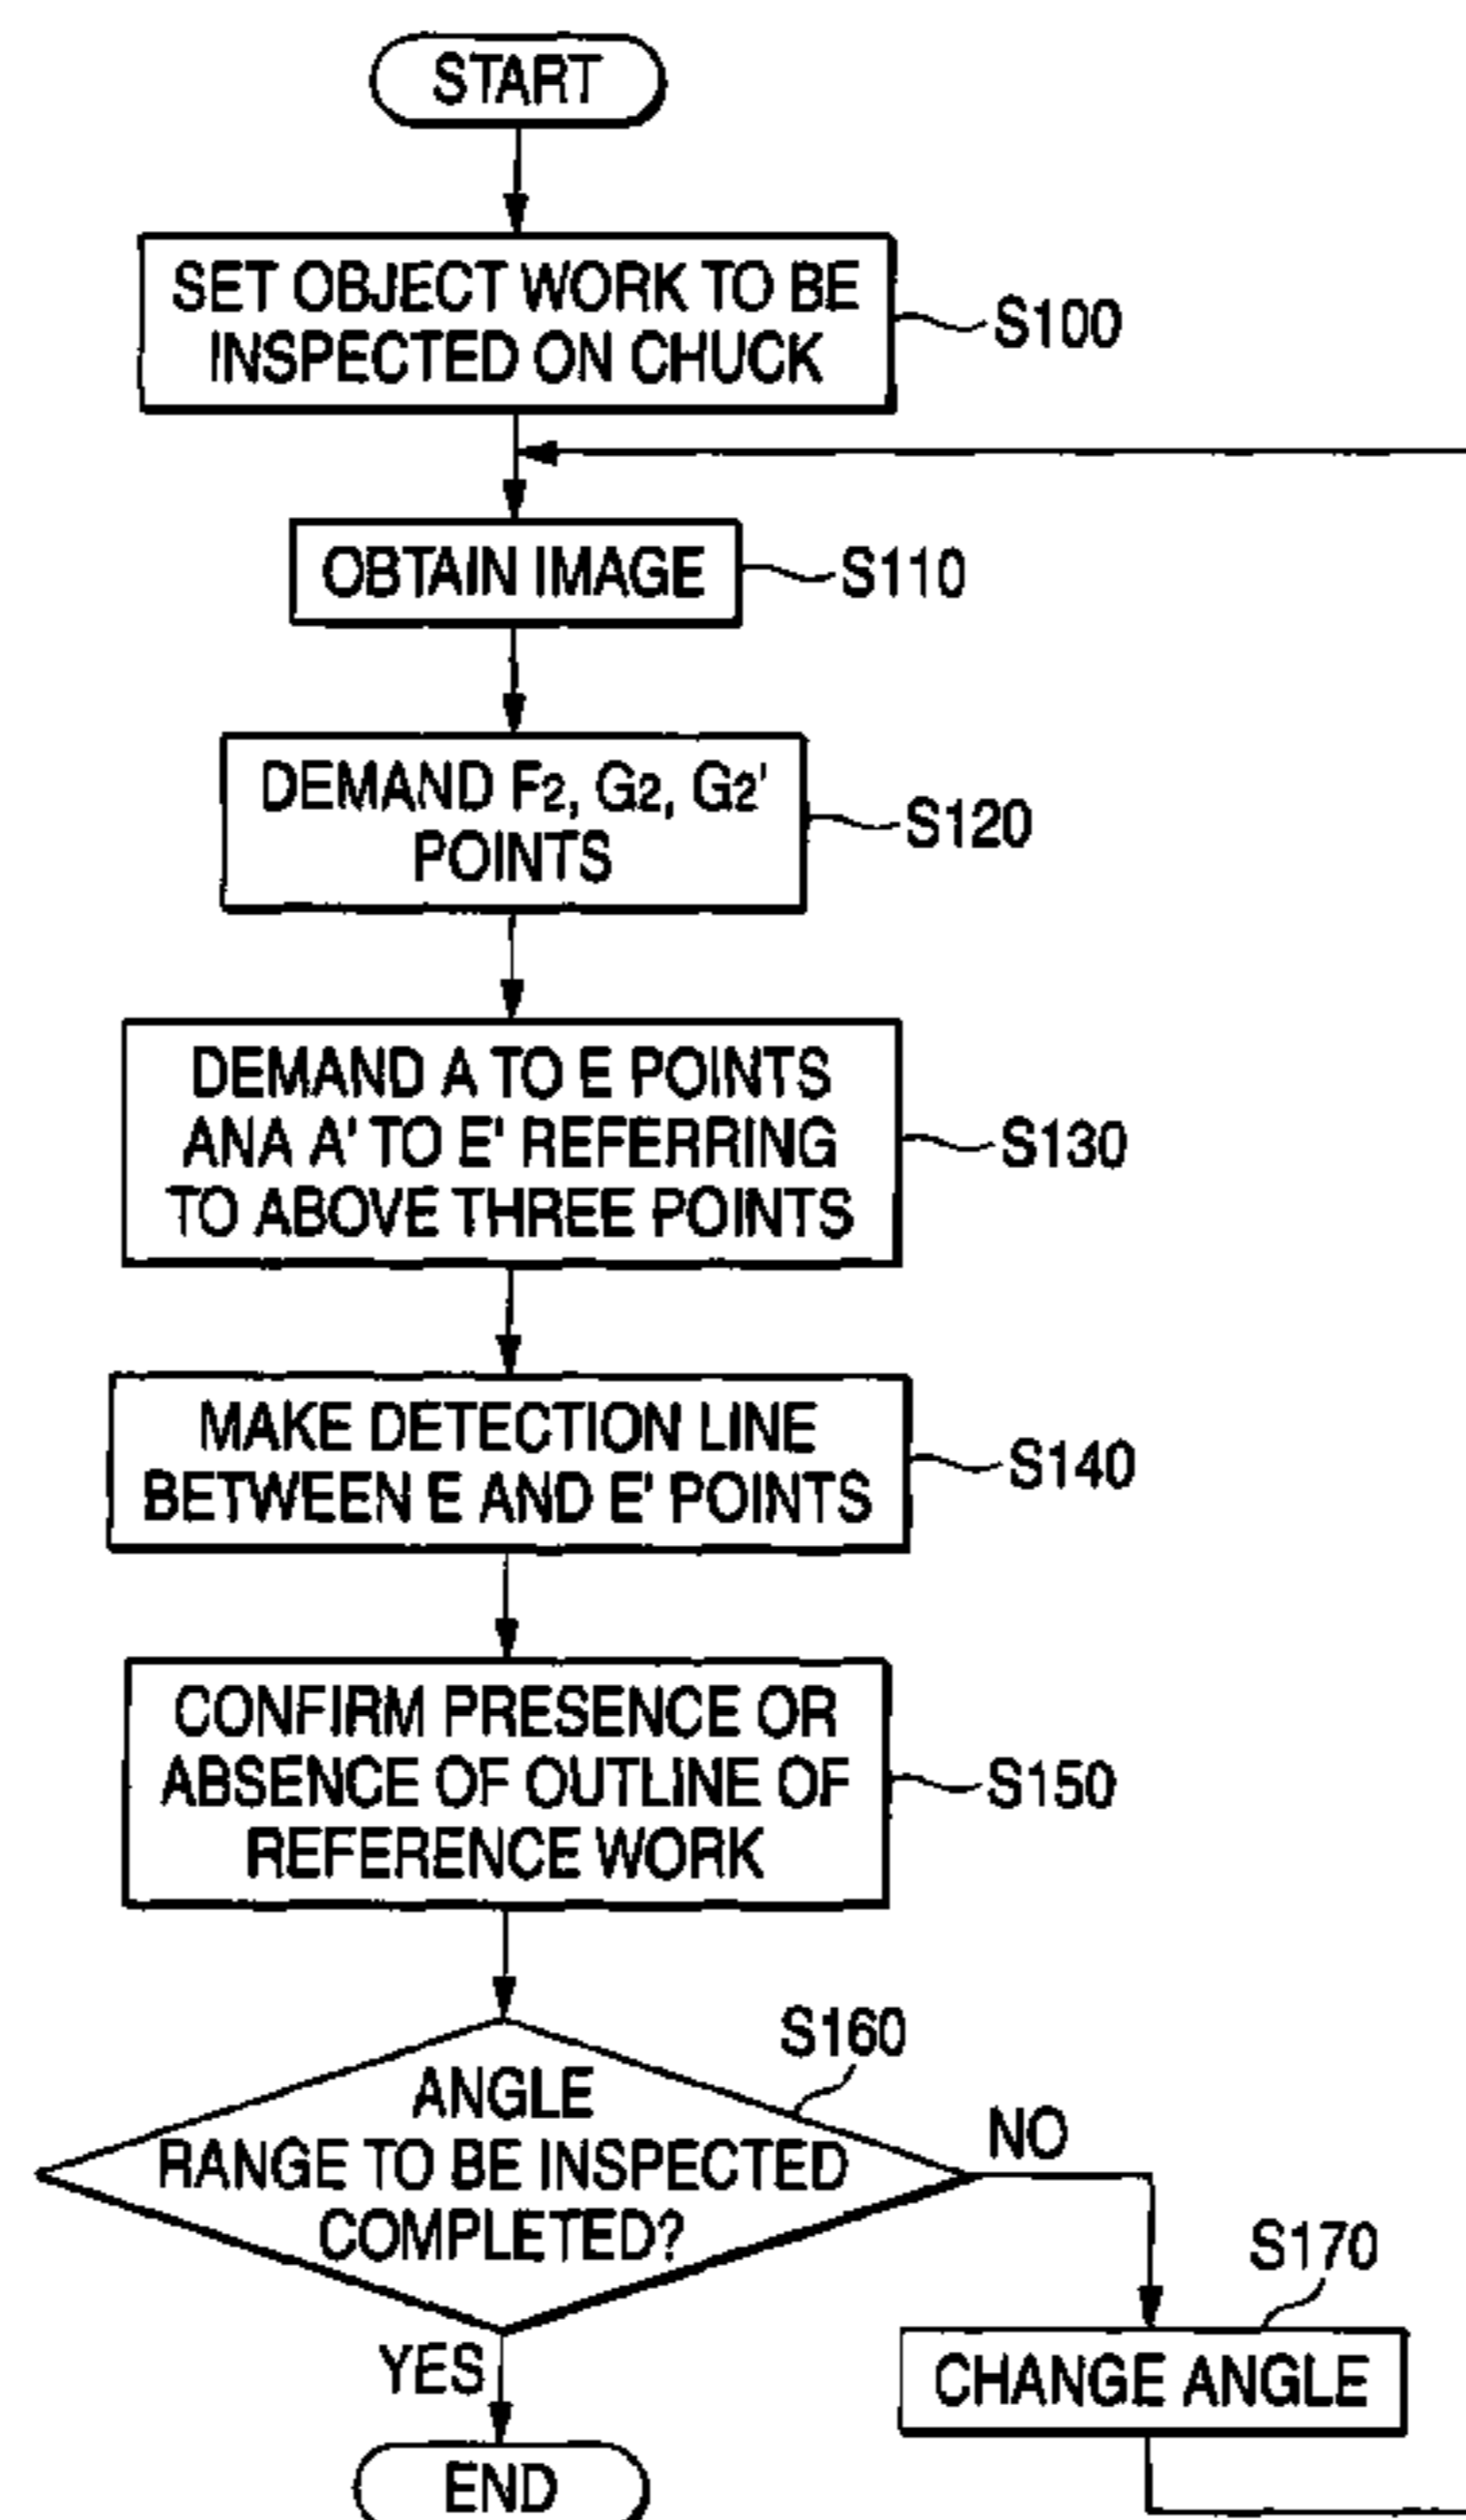 START
SET OBJECT WORK TO BE
INSPECTED ON CHUCK
S100
OBTAIN IMAGE
S110
DEMAND F2, G2, G2'
POINTS
S120
DEMAND A TO E POINTS
ANA A' TO E' REFERRING
TO ABOVE THREE POINTS
S130
MAKE DETECTION LINE
BETWEEN E AND E' POINTS
S140
CONFIRM PRESENCE OR
ABSENCE OF OUTLINE OF
REFERENCE WORK
S150
S160
ANGLE
RANGE TO BE INSPECTED
COMPLETED?
NO
S170
CHANGE ANGLE
YES
END